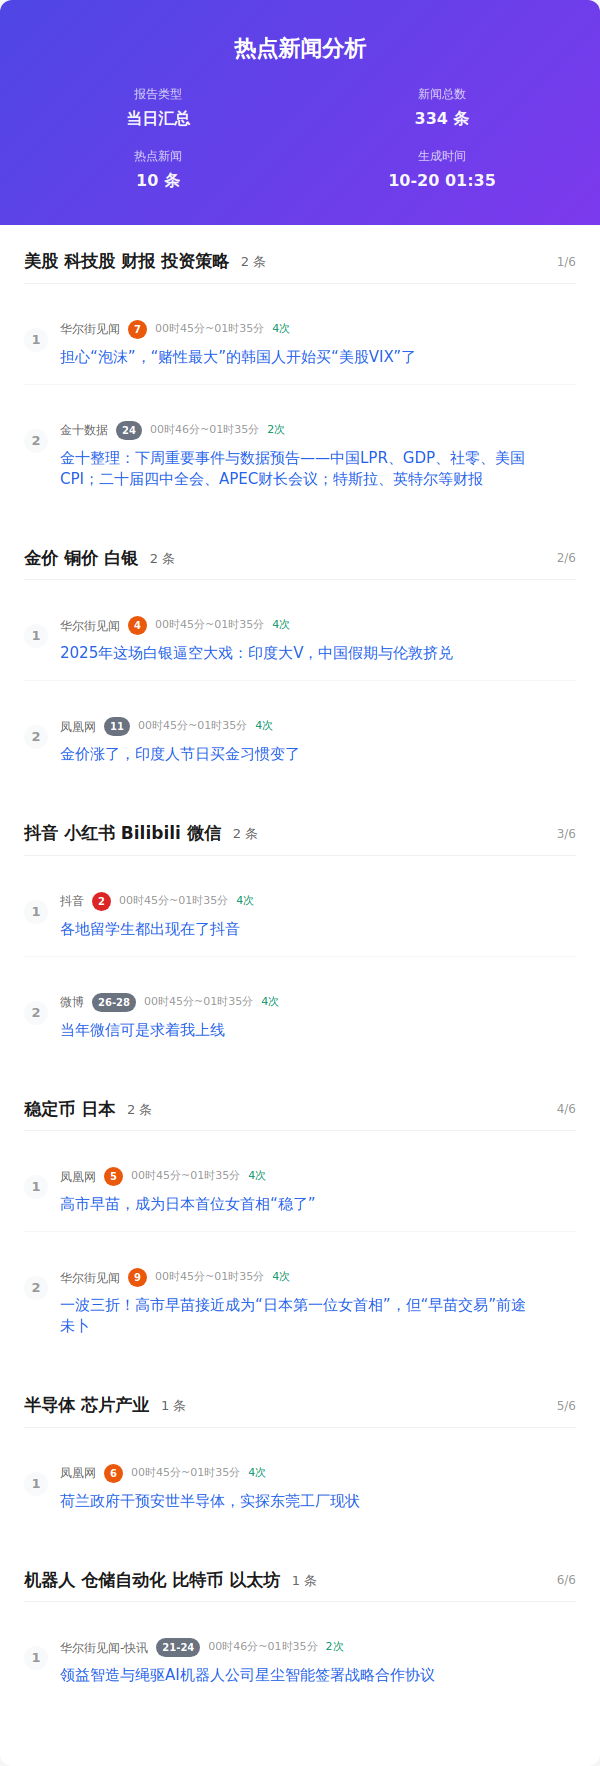 热点新闻分析
报告类型
新闻总数
当日汇总
334 条
热点新闻
生成时间
10 条
10-20 01:35
美股 科技股 财报 投资策略 2 条 1/6
华尔街见闻 7 00时45分~01时35分 4次
1
担心“泡沫”，“赌性最大”的韩国人开始买“美股VIX”了
金十数据 24 00时46分~01时35分 2次
2
金十整理：下周重要事件与数据预告——中国LPR、GDP、社零、美国
CPI；二十届四中全会、APEC财长会议；特斯拉、英特尔等财报
金价 铜价 白银 2 条 2/6
华尔街见闻 4 00时45分~01时35分 4次
1
2025年这场白银逼空大戏：印度大V，中国假期与伦敦挤兑
凤凰网 11 00时45分~01时35分 4次
2
金价涨了，印度人节日买金习惯变了
抖音 小红书 Bilibili 微信 2 条 3/6
抖音 2 00时45分~01时35分 4次
1
各地留学生都出现在了抖音
微博 26-28 00时45分~01时35分 4次
2
当年微信可是求着我上线
稳定币 日本 2 条 4/6
凤凰网 5 00时45分~01时35分 4次
1
高市早苗，成为日本首位女首相“稳了”
华尔街见闻 9 00时45分~01时35分 4次
2
一波三折！高市早苗接近成为“日本第一位女首相”，但“早苗交易”前途
未卜
半导体 芯片产业 1 条 5/6
凤凰网 6 00时45分~01时35分 4次
1
荷兰政府干预安世半导体，实探东莞工厂现状
机器人 仓储自动化 比特币 以太坊 1 条 6/6
华尔街见闻-快讯 21-24 00时46分~01时35分 2次
1
领益智造与绳驱AI机器人公司星尘智能签署战略合作协议